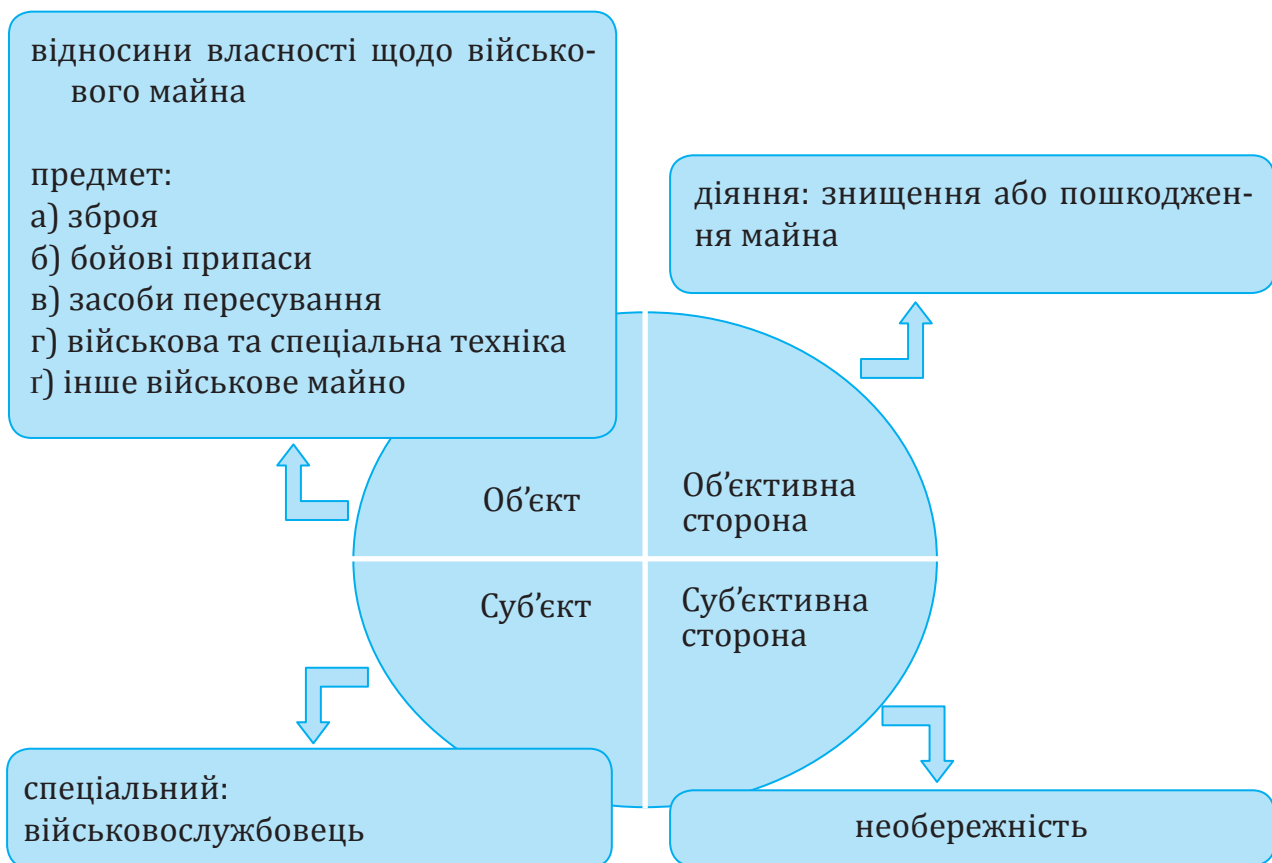 відносини власності щодо військо-
вого майна
предмет:
а) зброя
б) бойові припаси
в) засоби пересування
г) військова та спеціальна техніка
ґ) інше військове майно
діяння: знищення або пошкоджен-
ня майна
Об’єкт
Об’єктивна
сторона
Суб’єкт
Суб’єктивна
сторона
спеціальний:
військовослужбовець
необережність